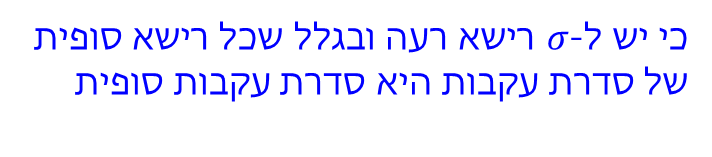 כי יש ל-σ רישא רעה ובגלל שכל רישא סופית
של סדרת עקבות היא סדרת עקבות סופית